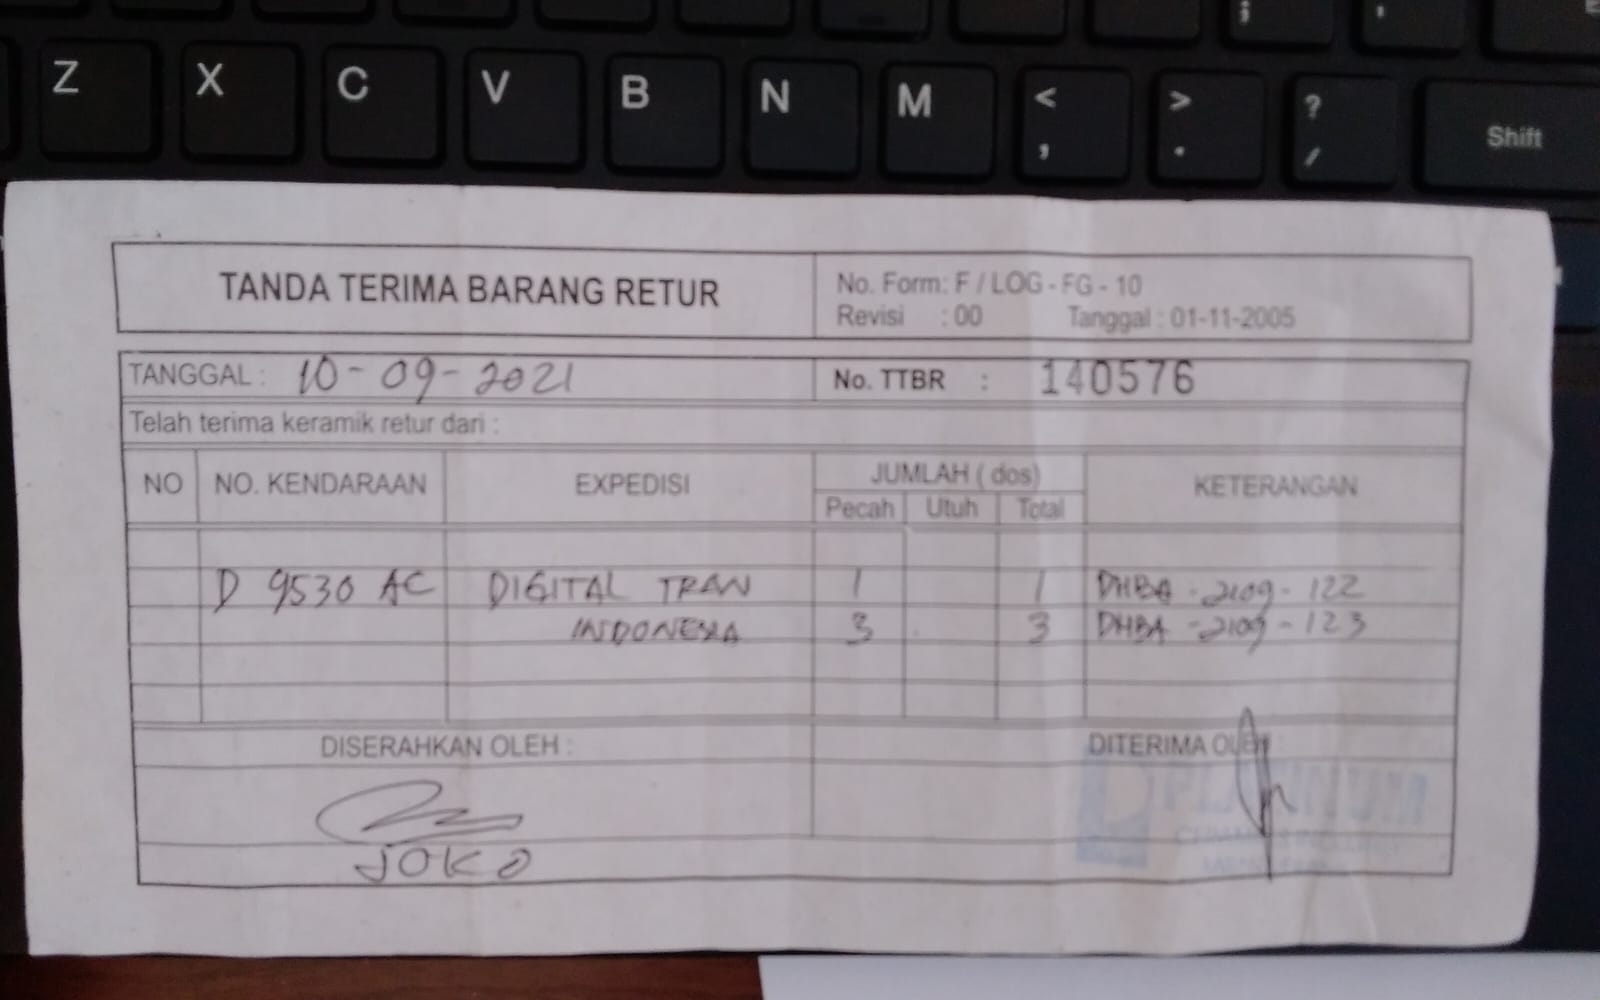 Z X C V B N M < , > . ? / Shift
TANDA TERIMA BARANG RETUR
No. Form: F / LOG - FG - 10
Revisi : 00 Tanggal : 01-11-2005
TANGGAL : 10-09-2021
No. TTBR : 140576
Telah terima keramik retur dari :
NO NO. KENDARAAN EXPEDISI JUMLAH ( dos) KETERANGAN
Pecah Utuh Total
D 9530 AC DIGITAL TRAN 1 1 DHBA - 2109 - 122
INDONESIA 3 3 DHBA - 2109 - 123
DISERAHKAN OLEH : DITERIMA OLEH :
PLATINUM
JOKO